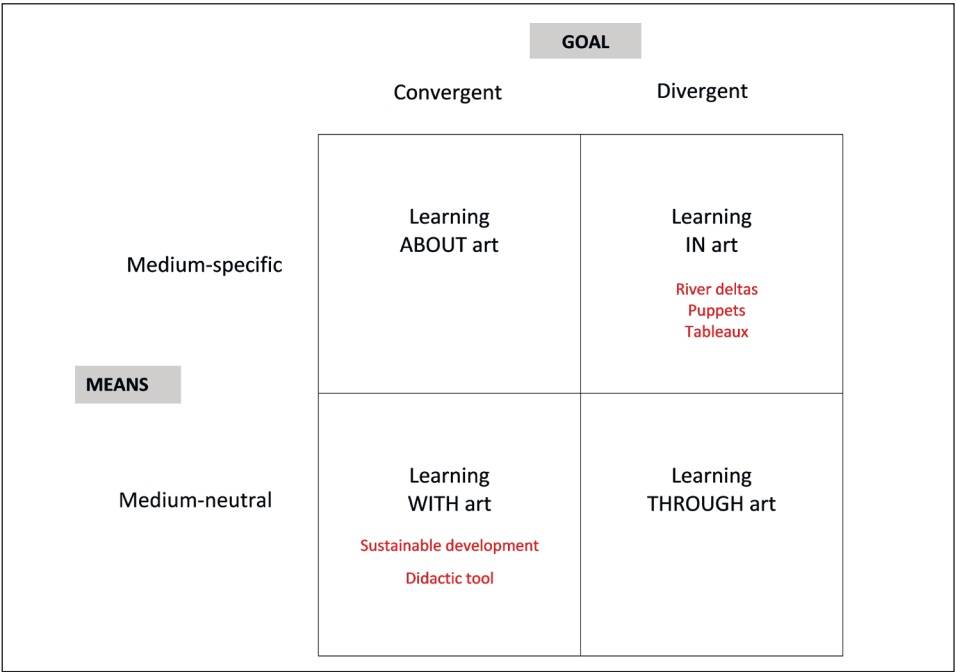 GOAL
Convergent
Divergent
Medium-specific
Learning
ABOUT art
Learning
IN art
River deltas
Puppets
Tableaux
MEANS
Medium-neutral
Learning
WITH art
Sustainable development
Didactic tool
Learning
THROUGH art